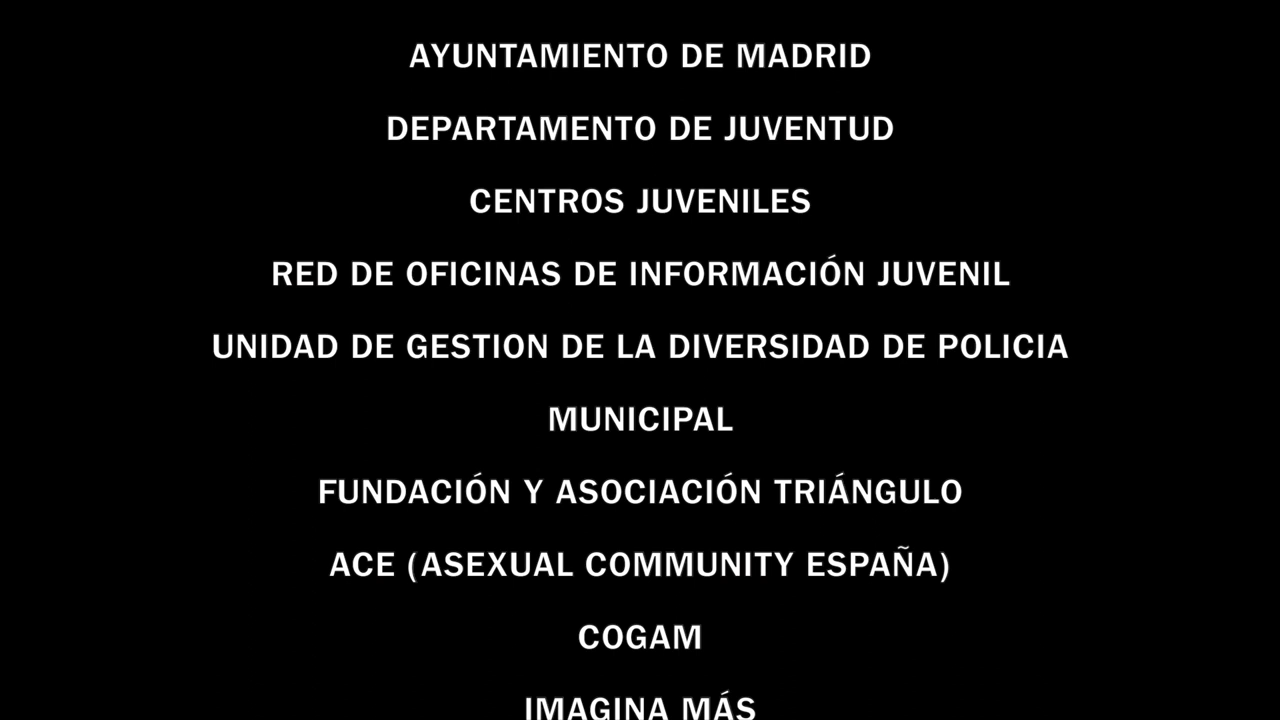 AYUNTAMIENTO DE MADRID
DEPARTAMENTO DE JUVENTUD
CENTROS JUVENILES
RED DE OFICINAS DE INFORMACIÓN JUVENIL
UNIDAD DE GESTION DE LA DIVERSIDAD DE POLICIA
MUNICIPAL
FUNDACIÓN Y ASOCIACIÓN TRIÁNGULO
ACE (ASEXUAL COMMUNITY ESPAÑA)
COGAM
IMAGINA MÁS